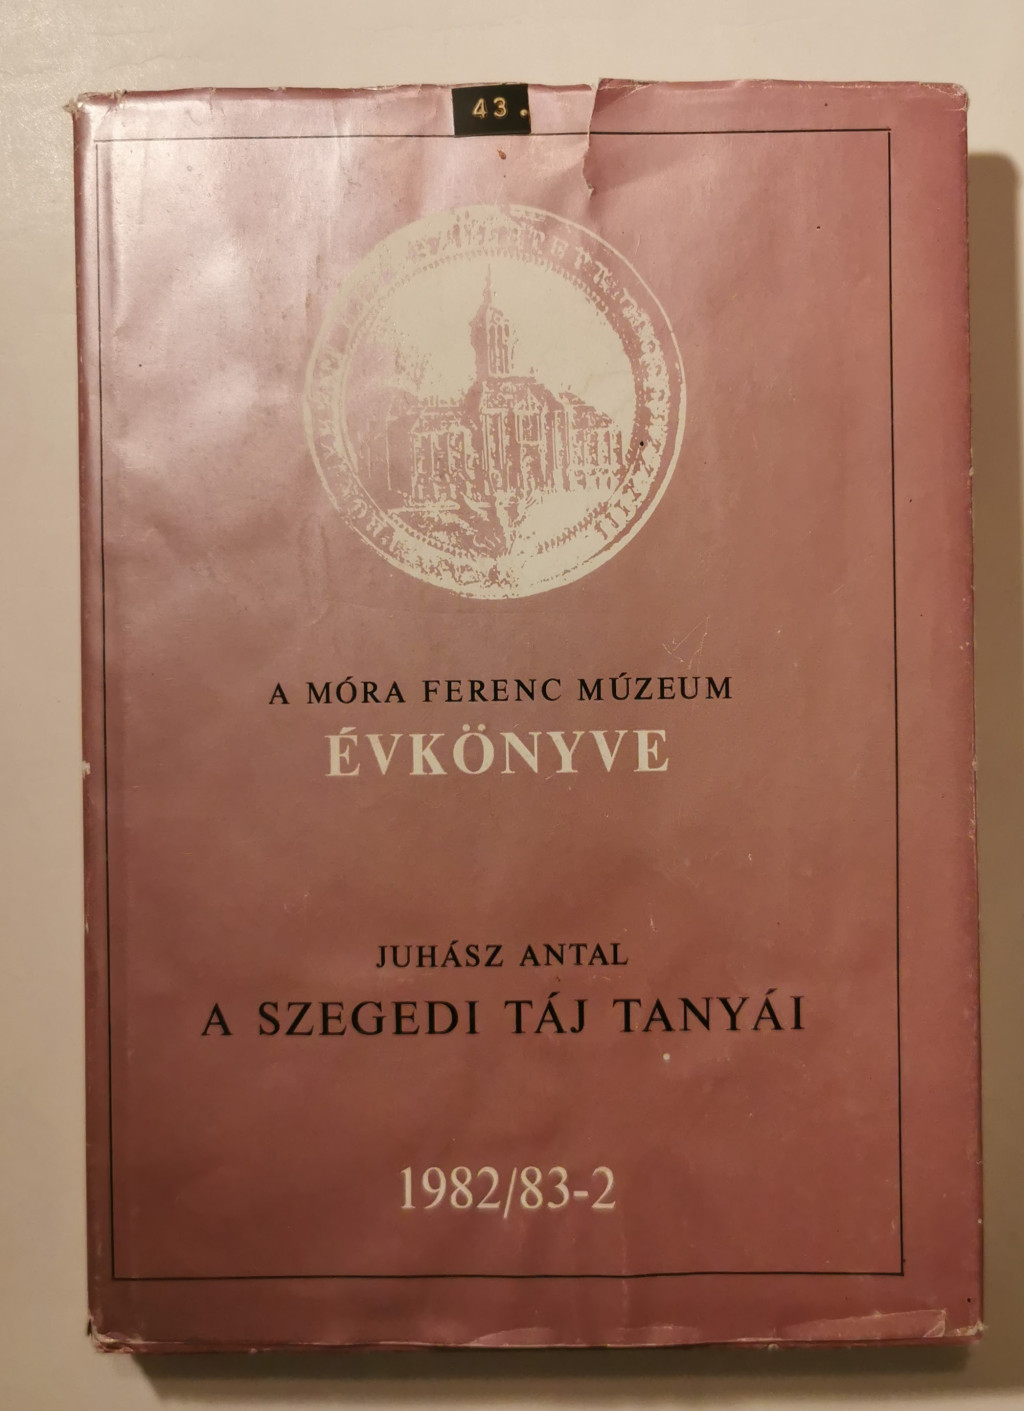 43.
A MÓRA FERENC MÚZEUM
ÉVKÖNYVE
JUHÁSZ ANTAL
A SZEGEDI TÁJ TANYÁI
1982/83-2